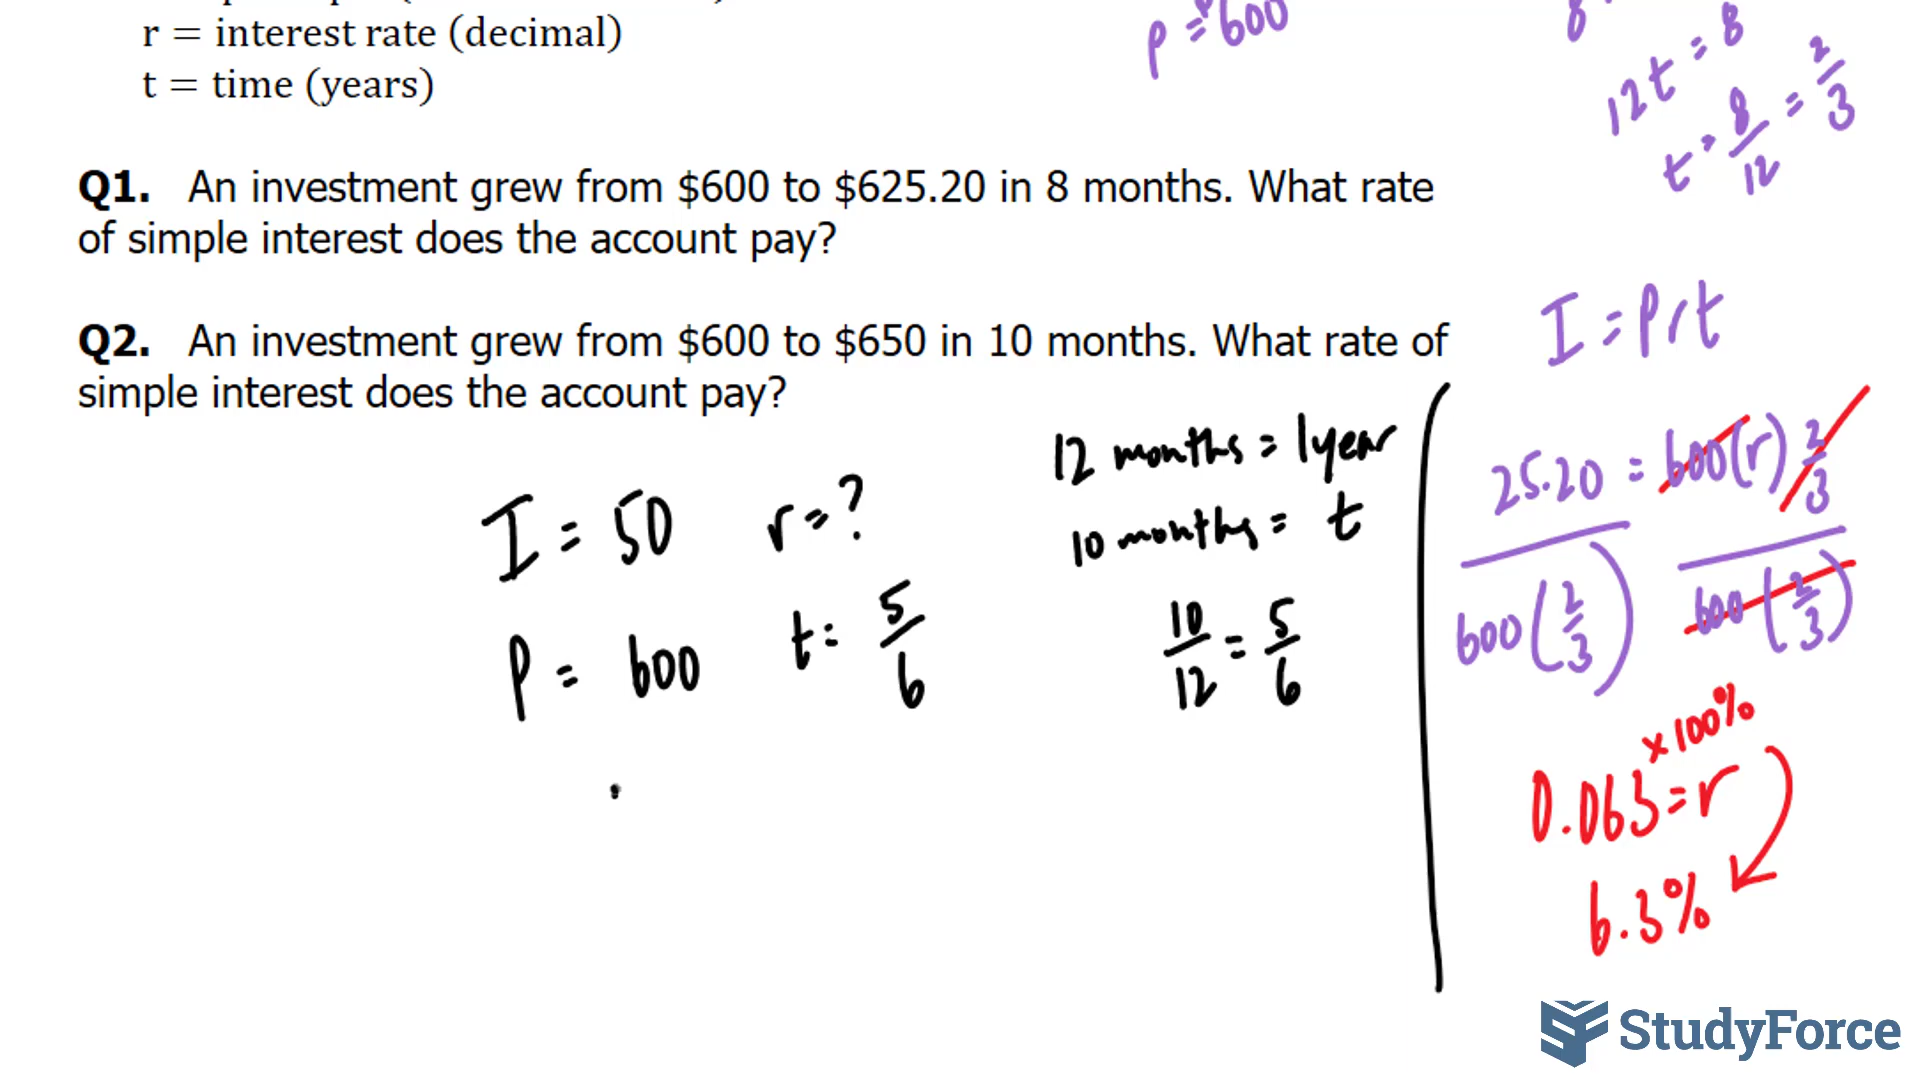 r = interest rate (decimal)
t = time (years)
P = 600
12t = 8
t = 8/12 = 2/3
Q1. An investment grew from $600 to $625.20 in 8 months. What rate
of simple interest does the account pay?
Q2. An investment grew from $600 to $650 in 10 months. What rate of
simple interest does the account pay?
I = 50 r = ?
P = 600 t = 5/6
12 months = 1 year
10 months = t
10/12 = 5/6
I = Prt
25.20 = 600(r) 2/3
600(2/3) 600(2/3)
×100%
0.063 = r
6.3%
StudyForce